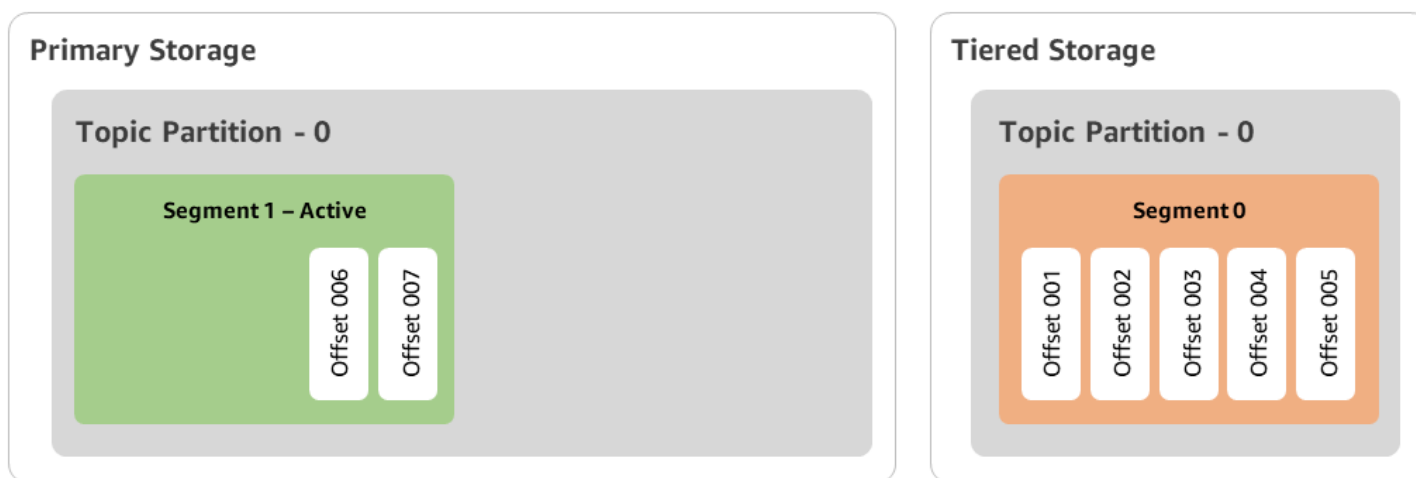 Primary Storage
Topic Partition - 0
Segment 1 – Active
Offset 006
Offset 007
Tiered Storage
Topic Partition - 0
Segment 0
Offset 001
Offset 002
Offset 003
Offset 004
Offset 005